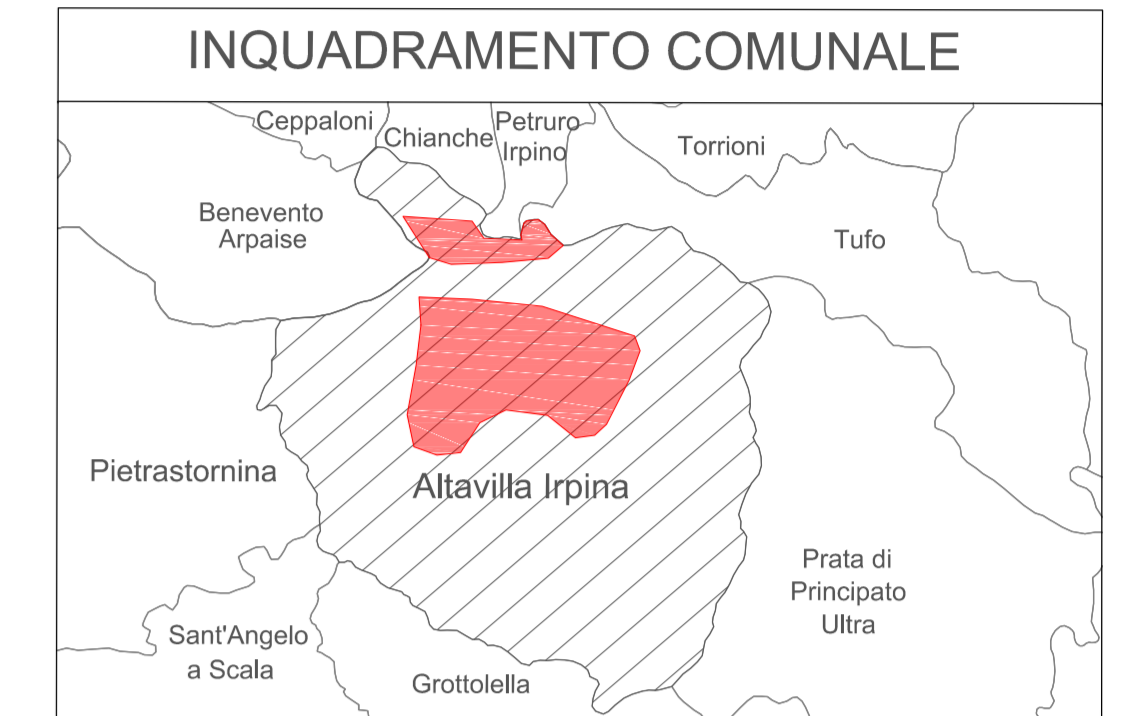 INQUADRAMENTO COMUNALE
Ceppaloni
Chianche
Petruro
Irpino
Torrioni
Benevento
Arpaise
Tufo
Pietrastornina
Altavilla Irpina
Prata di
Principato
Ultra
Sant'Angelo
a Scala
Grottolella